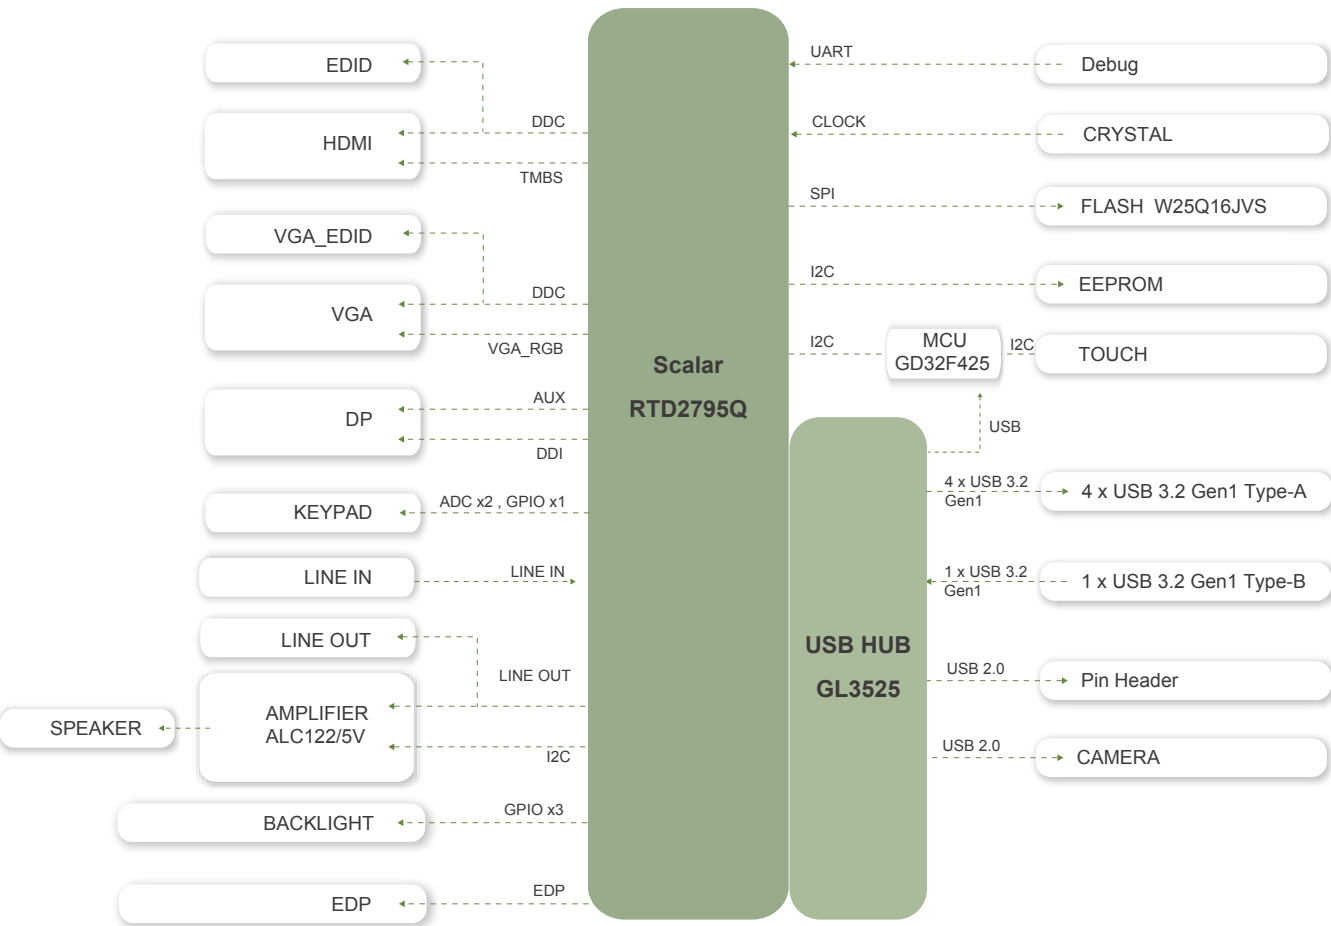 EDID
DDC
HDMI
TMBS
VGA_EDID
DDC
VGA
VGA_RGB
AUX
DP
DDI
ADC x2 , GPIO x1
KEYPAD
LINE IN
LINE IN
LINE OUT
LINE OUT
AMPLIFIER
ALC122/5V
SPEAKER
I2C
GPIO x3
BACKLIGHT
EDP
EDP
Scalar
RTD2795Q
UART
Debug
CLOCK
CRYSTAL
SPI
FLASH W25Q16JVS
I2C
EEPROM
I2C
MCU
GD32F425
I2C
TOUCH
USB
4 x USB 3.2
Gen1
4 x USB 3.2 Gen1 Type-A
1 x USB 3.2
Gen1
1 x USB 3.2 Gen1 Type-B
USB HUB
GL3525
USB 2.0
Pin Header
USB 2.0
CAMERA